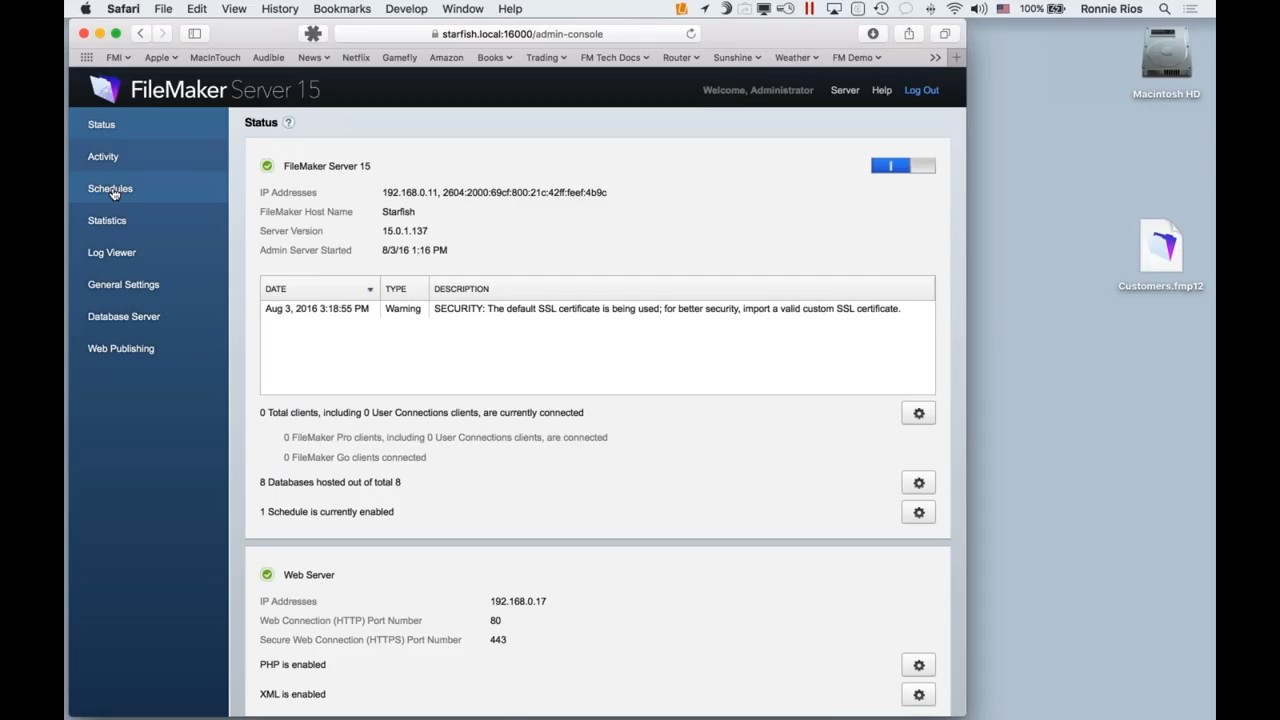 Safari File Edit View History Bookmarks Develop Window Help 100% Ronnie Rios
starfish.local:16000/admin-console
FMI Apple MacInTouch Audible News Netflix Gamefly Amazon Books Trading FM Tech Docs Router Sunshine Weather FM Demo
Macintosh HD
FileMaker Server 15 Welcome, Administrator Server Help Log Out
Status
Activity
Schedules
Statistics
Log Viewer
General Settings
Database Server
Web Publishing
Status ?
FileMaker Server 15
IP Addresses 192.168.0.11, 2604:2000:69cf:800:21c:42ff:feef:4b9c
FileMaker Host Name Starfish
Server Version 15.0.1.137
Admin Server Started 8/3/16 1:16 PM
DATE TYPE DESCRIPTION
Aug 3, 2016 3:18:55 PM Warning SECURITY: The default SSL certificate is being used; for better security, import a valid custom SSL certificate.
0 Total clients, including 0 User Connections clients, are currently connected
0 FileMaker Pro clients, including 0 User Connections clients, are connected
0 FileMaker Go clients connected
8 Databases hosted out of total 8
1 Schedule is currently enabled
Web Server
IP Addresses 192.168.0.17
Web Connection (HTTP) Port Number 80
Secure Web Connection (HTTPS) Port Number 443
PHP is enabled
XML is enabled
Customers.fmp12